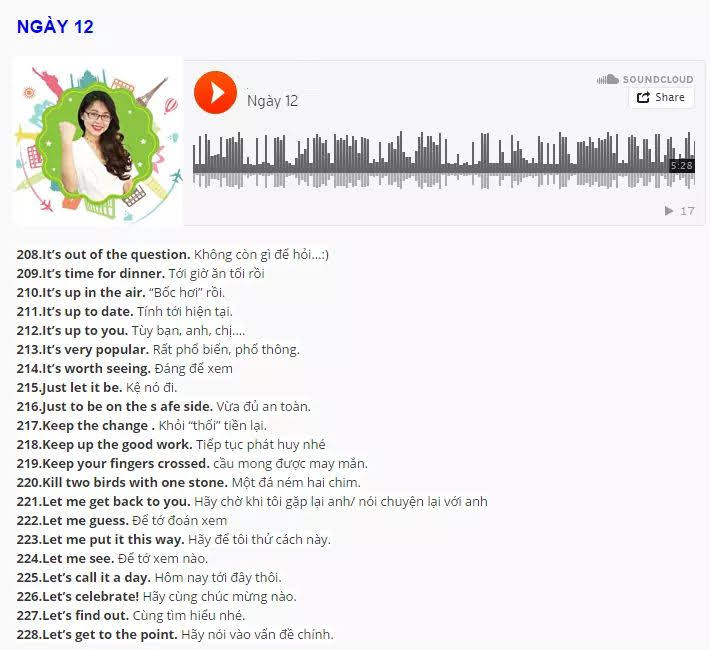 NGÀY 12
SOUNDCLOUD
Share
Ngày 12
5:28
17
208.It’s out of the question. Không còn gì để hỏi…:)
209.It’s time for dinner. Tới giờ ăn tối rồi
210.It’s up in the air. “Bốc hơi” rồi.
211.It’s up to date. Tính tới hiện tại.
212.It’s up to you. Tùy bạn, anh, chị….
213.It’s very popular. Rất phổ biến, phổ thông.
214.It’s worth seeing. Đáng để xem
215.Just let it be. Kệ nó đi.
216.Just to be on the s afe side. Vừa đủ an toàn.
217.Keep the change . Khỏi “thối” tiền lại.
218.Keep up the good work. Tiếp tục phát huy nhé
219.Keep your fingers crossed. cầu mong được may mắn.
220.Kill two birds with one stone. Một đá ném hai chim.
221.Let me get back to you. Hãy chờ khi tôi gặp lại anh/ nói chuyện lại với anh
222.Let me guess. Để tớ đoán xem
223.Let me put it this way. Hãy để tôi thử cách này.
224.Let me see. Để tớ xem nào.
225.Let’s call it a day. Hôm nay tới đây thôi.
226.Let’s celebrate! Hãy cùng chúc mừng nào.
227.Let’s find out. Cùng tìm hiểu nhé.
228.Let’s get to the point. Hãy nói vào vấn đề chính.